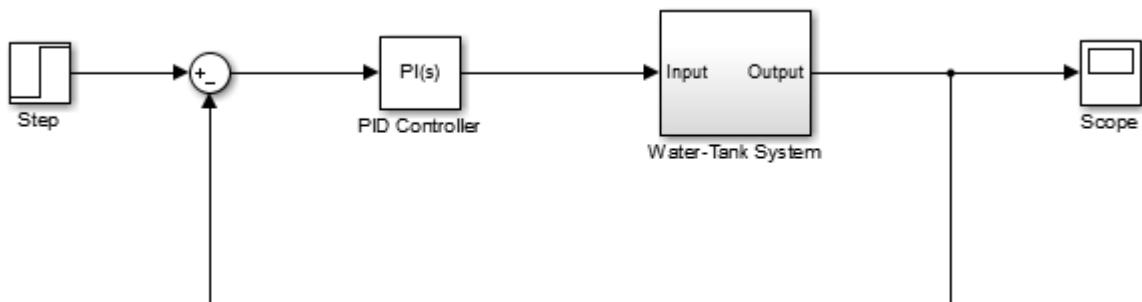 Step
+
−
PI(s)
PID Controller
Input
Output
Water-Tank System
Scope